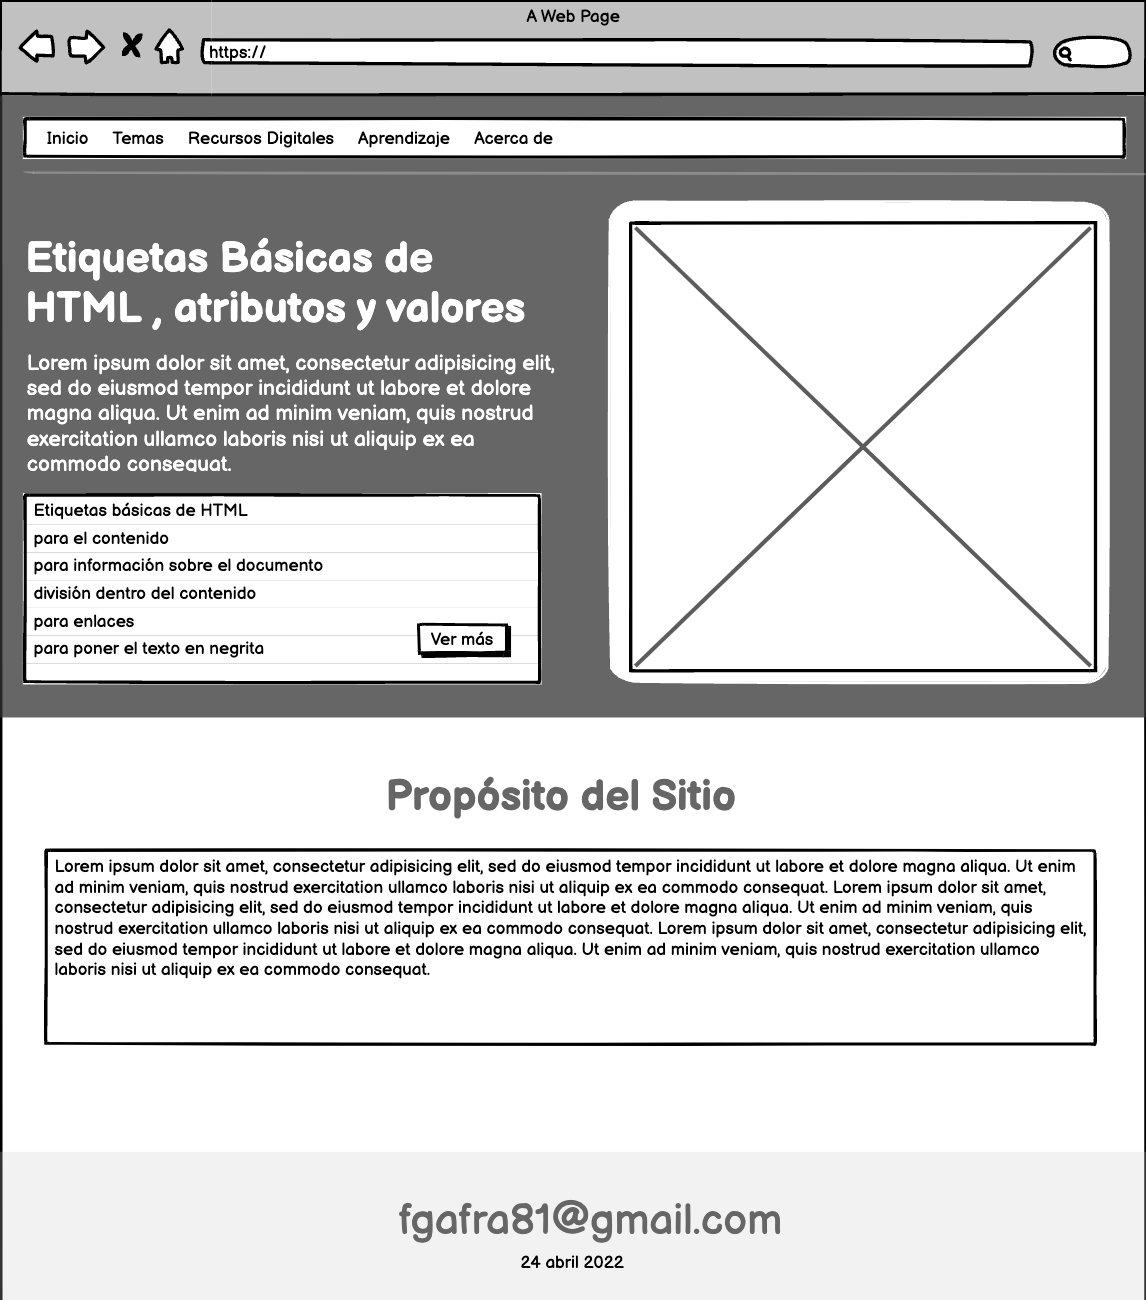 A Web Page
https://
Inicio Temas Recursos Digitales Aprendizaje Acerca de
Etiquetas Básicas de
HTML , atributos y valores
Lorem ipsum dolor sit amet, consectetur adipisicing elit,
sed do eiusmod tempor incididunt ut labore et dolore
magna aliqua. Ut enim ad minim veniam, quis nostrud
exercitation ullamco laboris nisi ut aliquip ex ea
commodo consequat.
Etiquetas básicas de HTML
para el contenido
para información sobre el documento
división dentro del contenido
para enlaces
para poner el texto en negrita
Ver más
Propósito del Sitio
Lorem ipsum dolor sit amet, consectetur adipisicing elit, sed do eiusmod tempor incididunt ut labore et dolore magna aliqua. Ut enim
ad minim veniam, quis nostrud exercitation ullamco laboris nisi ut aliquip ex ea commodo consequat. Lorem ipsum dolor sit amet,
consectetur adipisicing elit, sed do eiusmod tempor incididunt ut labore et dolore magna aliqua. Ut enim ad minim veniam, quis
nostrud exercitation ullamco laboris nisi ut aliquip ex ea commodo consequat. Lorem ipsum dolor sit amet, consectetur adipisicing elit,
sed do eiusmod tempor incididunt ut labore et dolore magna aliqua. Ut enim ad minim veniam, quis nostrud exercitation ullamco
laboris nisi ut aliquip ex ea commodo consequat.
fgafra81@gmail.com
24 abril 2022